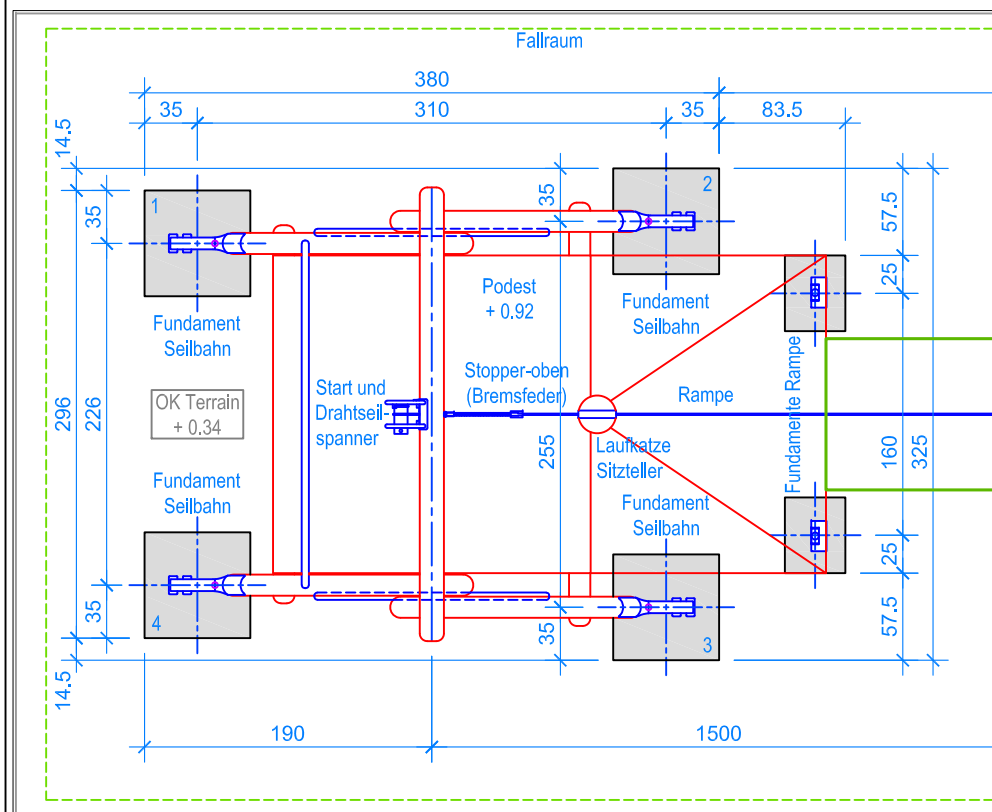 Fallraum
380
35
310
35
83.5
14.5
35
35
57.5
1
2
25
Podest
+ 0.92
Fundament
Seilbahn
Fundament
Seilbahn
Fundamente Rampe
Start und
Drahtseil-
spanner
Stopper-oben
(Bremsfeder)
Rampe
OK Terrain
+ 0.34
296
226
255
160
325
Laufkatze
Sitzteller
Fundament
Seilbahn
Fundament
Seilbahn
25
35
35
57.5
4
3
14.5
190
1500